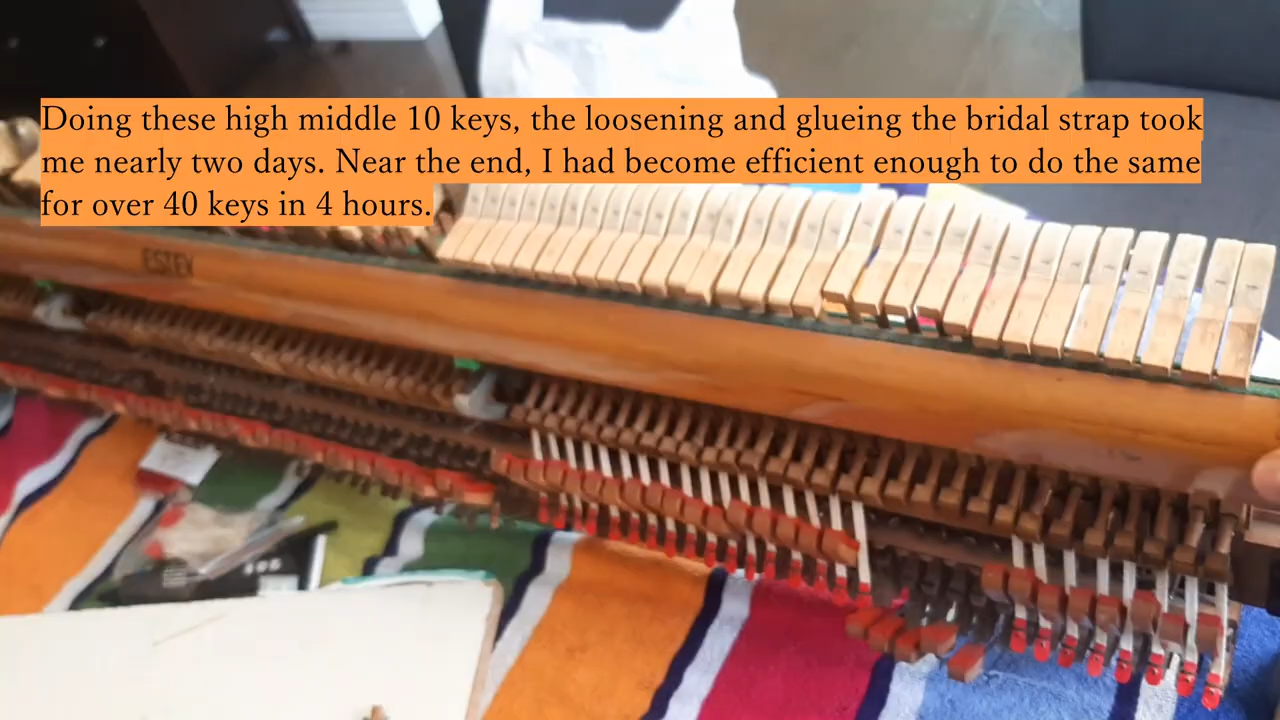 Doing these high middle 10 keys, the loosening and glueing the bridal strap took
me nearly two days. Near the end, I had become efficient enough to do the same
for over 40 keys in 4 hours.
ESTEY